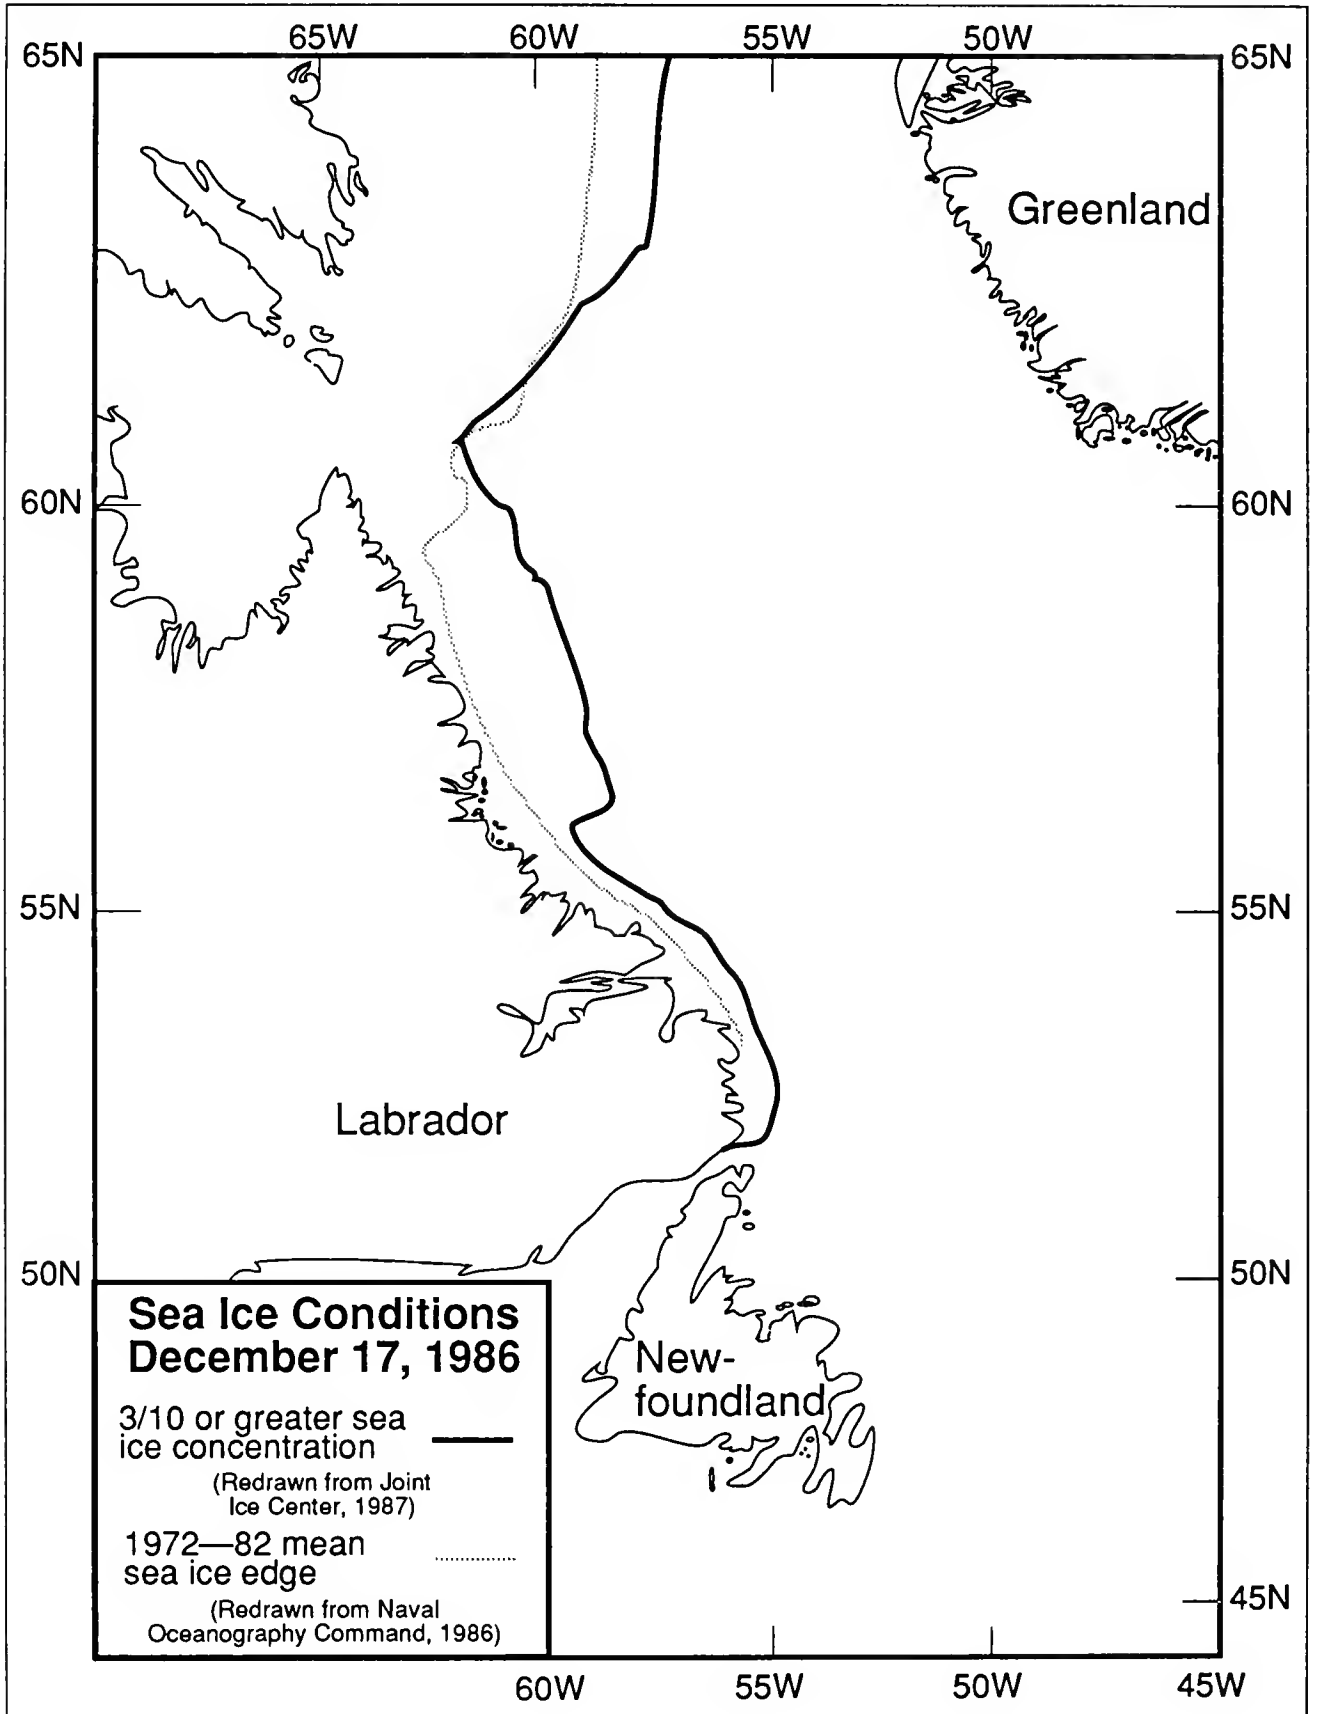 65W 60W 55W 50W
65N 65N
Greenland
60N 60N
55N 55N
Labrador
50N 50N
Sea Ice Conditions
December 17, 1986
3/10 or greater sea
ice concentration
(Redrawn from Joint
Ice Center, 1987)
1972—82 mean
sea ice edge
(Redrawn from Naval
Oceanography Command, 1986)
New-
foundland
45N
60W 55W 50W 45W